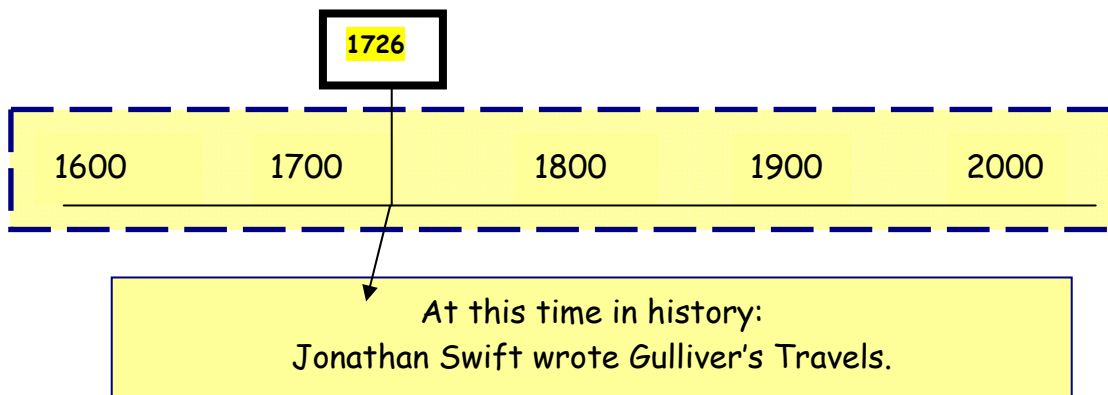 1726
1600 1700 1800 1900 2000
At this time in history:
Jonathan Swift wrote Gulliver’s Travels.